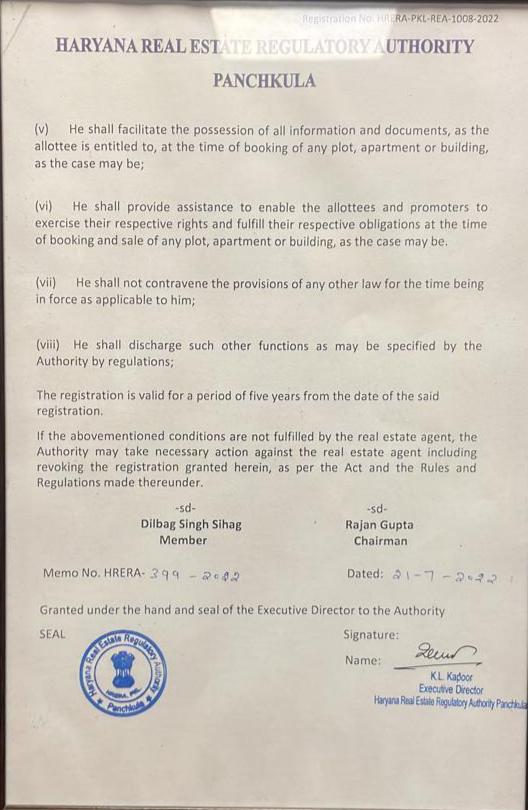 Registration No. HRERA-PKL-REA-1008-2022
HARYANA REAL ESTATE REGULATORY AUTHORITY
PANCHKULA
(v) He shall facilitate the possession of all information and documents, as the
allottee is entitled to, at the time of booking of any plot, apartment or building,
as the case may be;
(vi) He shall provide assistance to enable the allottees and promoters to
exercise their respective rights and fulfill their respective obligations at the time
of booking and sale of any plot, apartment or building, as the case may be.
(vii) He shall not contravene the provisions of any other law for the time being
in force as applicable to him;
(viii) He shall discharge such other functions as may be specified by the
Authority by regulations;
The registration is valid for a period of five years from the date of the said
registration.
If the abovementioned conditions are not fulfilled by the real estate agent, the
Authority may take necessary action against the real estate agent including
revoking the registration granted herein, as per the Act and the Rules and
Regulations made thereunder.
-sd-
Dilbag Singh Sihag
Member
-sd-
Rajan Gupta
Chairman
Memo No. HRERA- 399 - 2022
Dated: 21-7-2022
Granted under the hand and seal of the Executive Director to the Authority
SEAL
Haryana Real Estate Regulatory Authority
HRERA, PKL
Panchkula
Signature:
Name:
K.L. Kapoor
Executive Director
Haryana Real Estate Regulatory Authority Panchkula